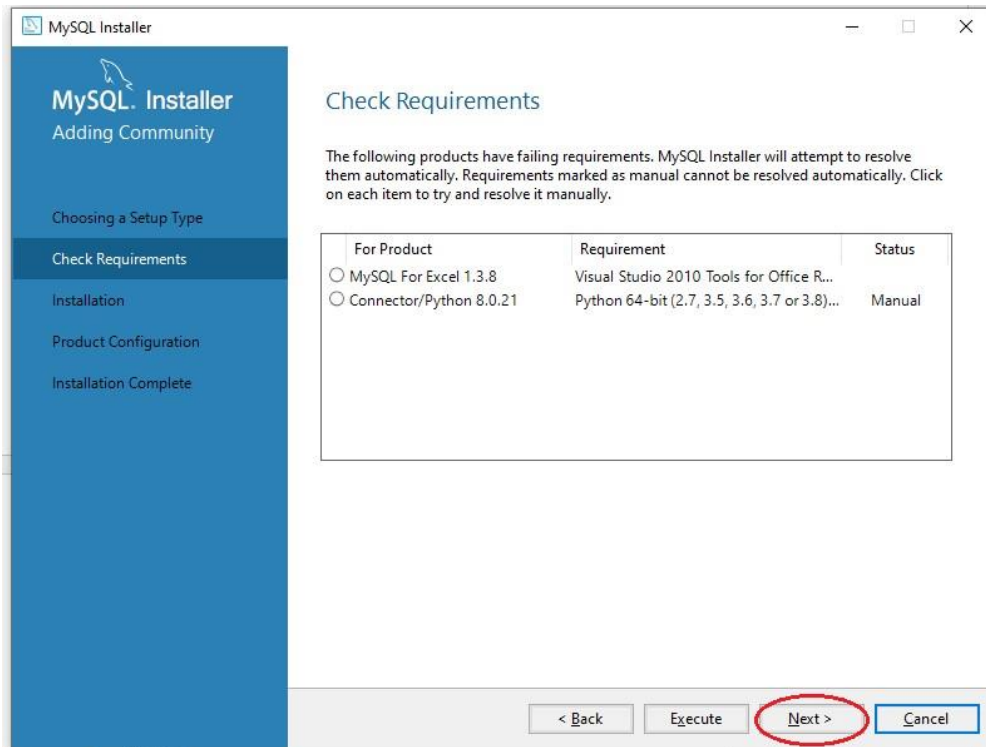 MySQL Installer
MySQL. Installer
Adding Community
Choosing a Setup Type
Check Requirements
Installation
Product Configuration
Installation Complete
Check Requirements
The following products have failing requirements. MySQL Installer will attempt to resolve
them automatically. Requirements marked as manual cannot be resolved automatically. Click
on each item to try and resolve it manually.
For Product Requirement Status
MySQL For Excel 1.3.8 Visual Studio 2010 Tools for Office R...
Connector/Python 8.0.21 Python 64-bit (2.7, 3.5, 3.6, 3.7 or 3.8)... Manual
< Back Execute Next > Cancel